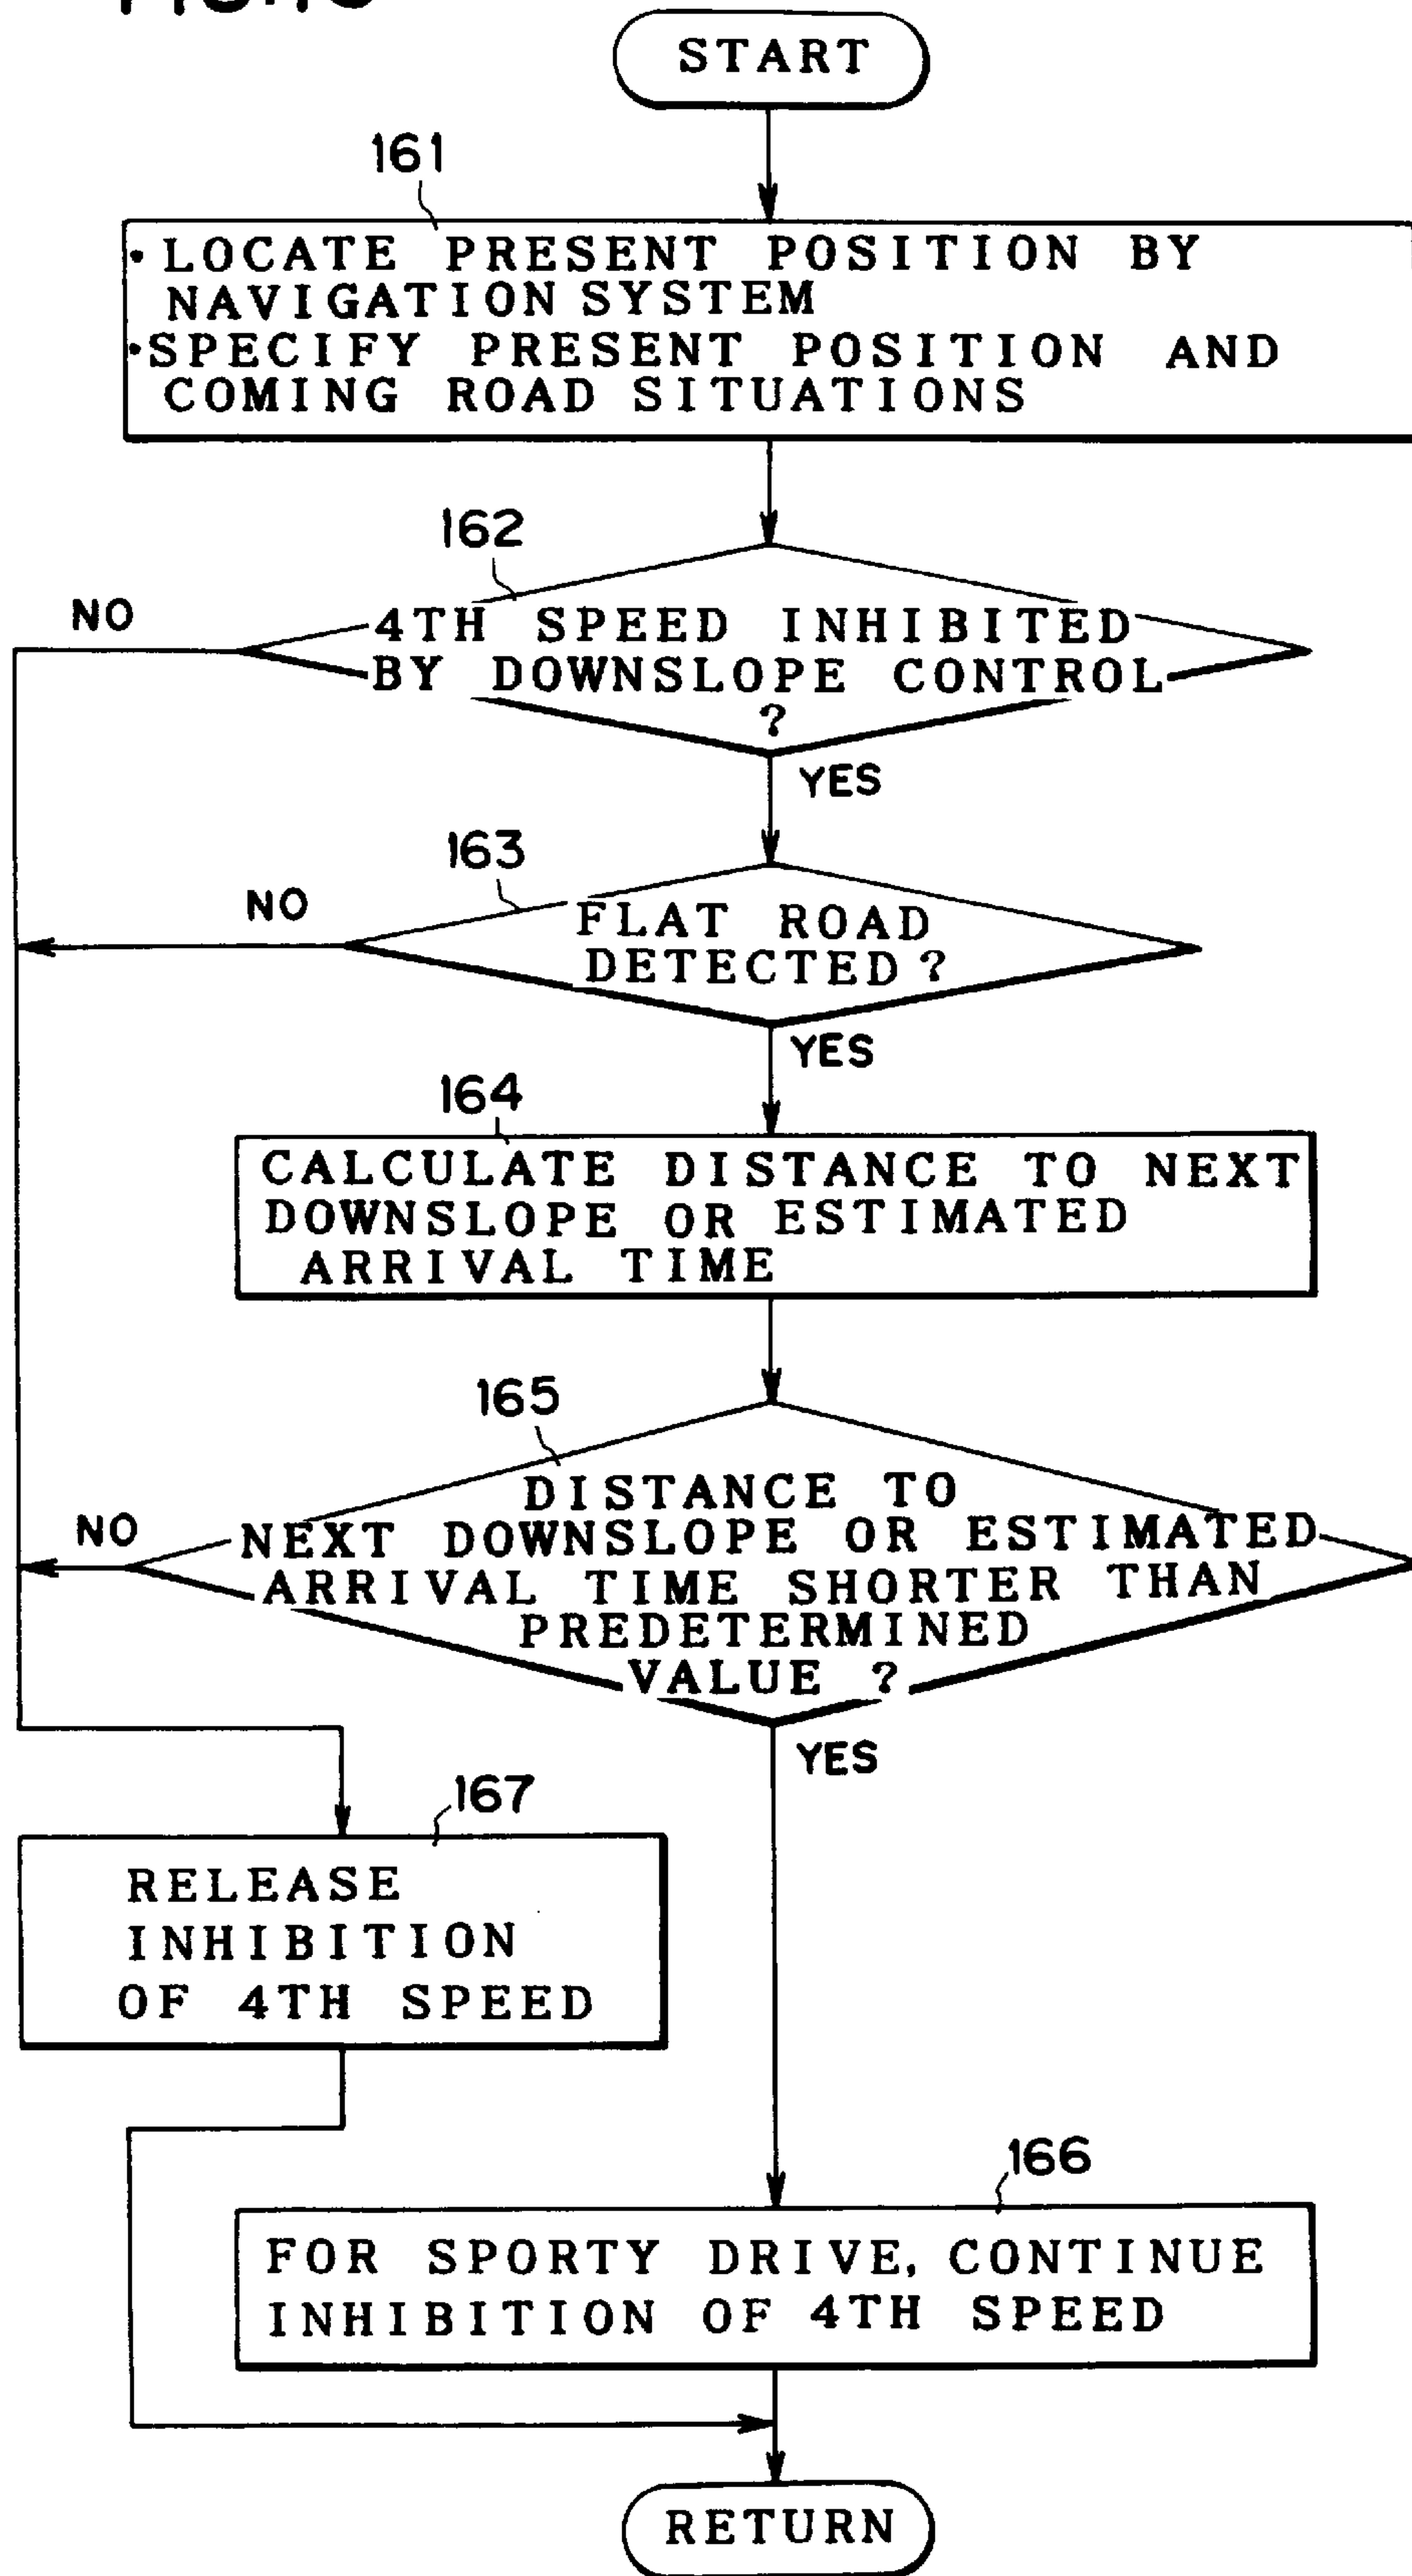 START
161
• LOCATE PRESENT POSITION BY
NAVIGATION SYSTEM
• SPECIFY PRESENT POSITION AND
COMING ROAD SITUATIONS
162
NO
4TH SPEED INHIBITED
BY DOWNSLOPE CONTROL
?
YES
163
NO
FLAT ROAD
DETECTED ?
YES
164
CALCULATE DISTANCE TO NEXT
DOWNSLOPE OR ESTIMATED
ARRIVAL TIME
165
NO
DISTANCE TO
NEXT DOWNSLOPE OR ESTIMATED
ARRIVAL TIME SHORTER THAN
PREDETERMINED
VALUE ?
YES
167
RELEASE
INHIBITION
OF 4TH SPEED
166
FOR SPORTY DRIVE, CONTINUE
INHIBITION OF 4TH SPEED
RETURN